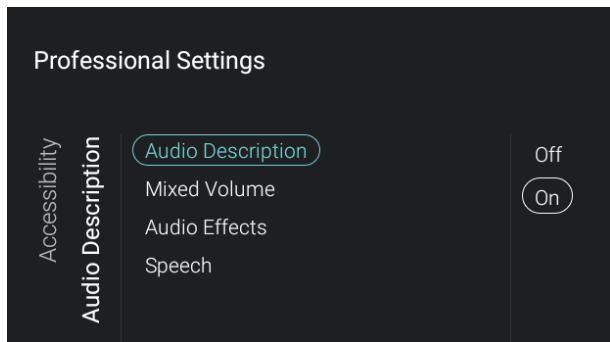 Professional Settings
Accessibility
Audio Description
Audio Description
Mixed Volume
Audio Effects
Speech
Off
On